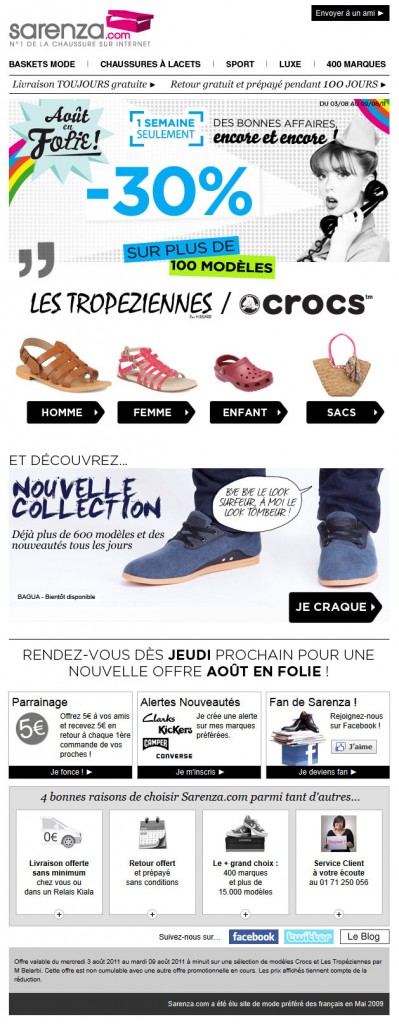 Envoyer à un ami ►
sarenza.com
N°1 DE LA CHAUSSURE SUR INTERNET
BASKETS MODE | CHAUSSURES À LACETS | SPORT | LUXE | 400 MARQUES
Livraison TOUJOURS gratuite ► Retour gratuit et prépayé pendant 100 JOURS ►
DU 03/08 AU 09/08/11
Août en Folie !
1 SEMAINE SEULEMENT
DES BONNES AFFAIRES, encore et encore !
-30%
SUR PLUS DE
100 MODÈLES
LES TROPEZIENNES / crocs™
HOMME FEMME ENFANT SACS
ET DÉCOUVREZ...
NOUVELLE
COLLECTION
Déjà plus de 600 modèles et des
nouveautés tous les jours
BYE BYE LE LOOK
SURFEUR, À MOI LE
LOOK TOMBEUR !
BAGUA - Bientôt disponible
JE CRAQUE
RENDEZ-VOUS DÈS JEUDI PROCHAIN POUR UNE
NOUVELLE OFFRE AOÛT EN FOLIE !
Parrainage
5€
Offrez 5€ à vos amis
et recevez 5€ en
retour à chaque 1ère
commande de vos
proches !
Je fonce ! ►
Alertes Nouveautés
Clarks
KicKers
CAMPER
CONVERSE
Je crée une alerte
sur mes marques
préférées.
Je m'inscris ►
Fan de Sarenza !
Rejoignez-nous
sur Facebook !
f
J'aime
Je deviens fan ►
4 bonnes raisons de choisir Sarenza.com parmi tant d'autres...
0€
Livraison offerte
sans minimum
chez vous ou
dans un Relais Kiala
Retour offert
et prépayé
sans conditions
Le + grand choix :
400 marques
et plus de
15.000 modèles
Service Client
à votre écoute
au 01 71 250 056
Suivez-nous sur... facebook twitter Le Blog
Offre valable du mercredi 3 août 2011 au mardi 09 août 2011 à minuit sur une sélection de modèles Crocs et Les Tropéziennes par
M Belarbi. Cette offre est non cumulable avec une autre offre promotionnelle en cours. Les prix affichés tiennent compte de la
réduction.
Sarenza.com a été élu site de mode préféré des français en Mai 2009